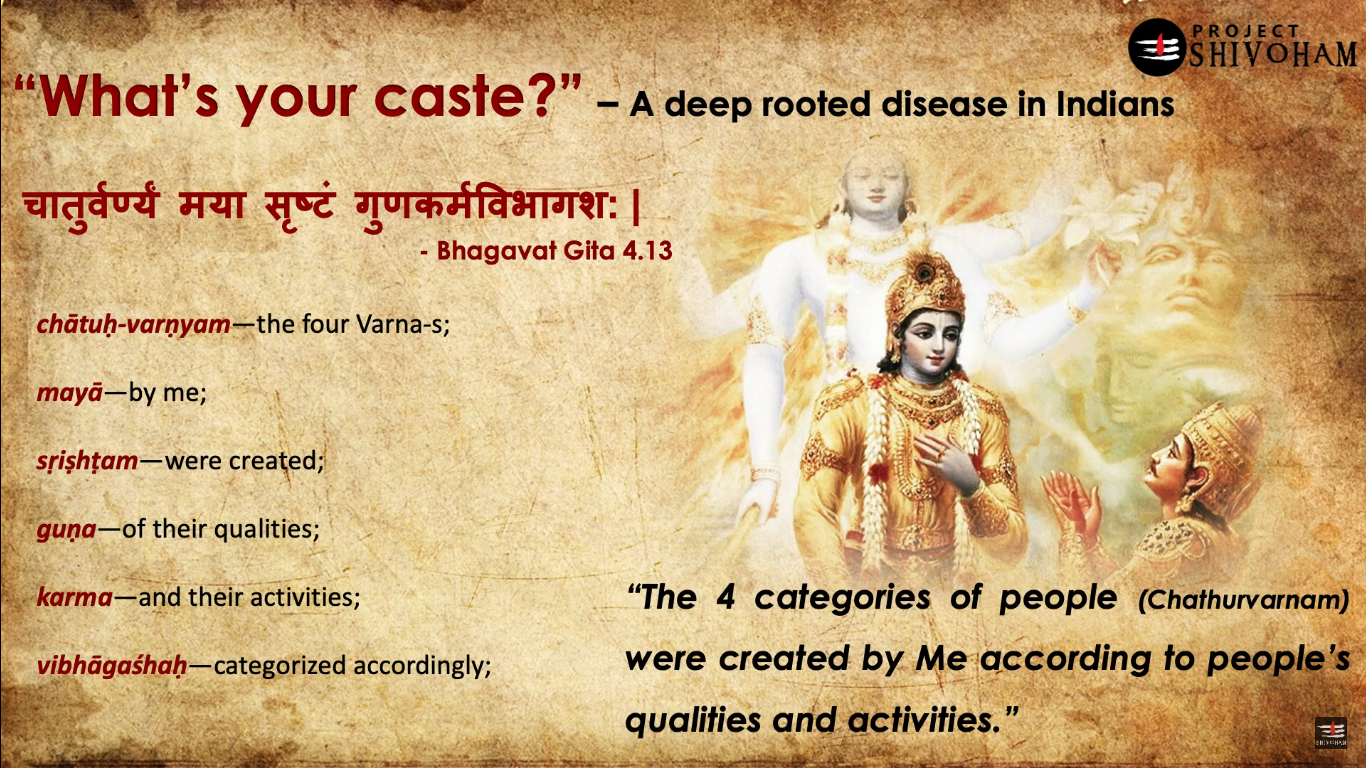 PROJECT
SHIVOHAM
“What’s your caste?” – A deep rooted disease in Indians
चातुर्वर्ण्यं मया सृष्टं गुणकर्मविभागश: |
- Bhagavat Gita 4.13
chātuḥ-varṇyam—the four Varna-s;
mayā—by me;
sṛiṣhṭam—were created;
guṇa—of their qualities;
karma—and their activities;
vibhāgaśhaḥ—categorized accordingly;
“The 4 categories of people (Chathurvarnam)
were created by Me according to people’s
qualities and activities.”
SHIVOHAM